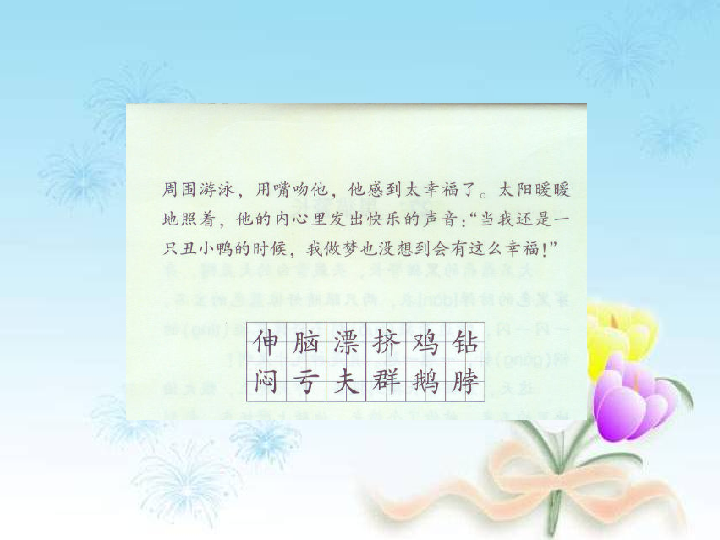 周围游泳，用嘴吻他，他感到太幸福了。太阳暖暖
地照着，他的内心里发出快乐的声音：“当我还是一
只丑小鸭的时候，我做梦也没想到会有这么幸福！”
伸 脑 漂 挤 鸡 钻
闷 亏 夫 群 鹅 脖